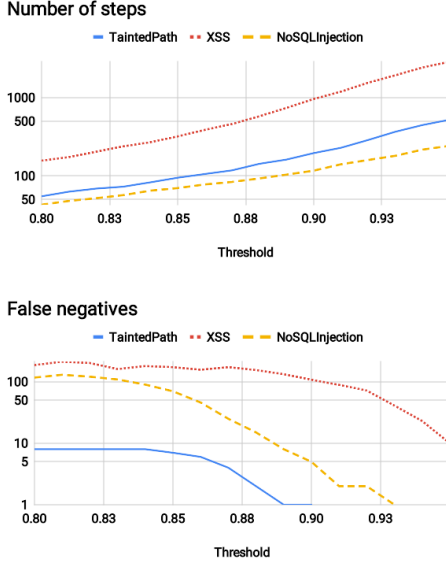 Number of steps
TaintedPath XSS NoSQLInjection
1000
500
100
50
0.80 0.83 0.85 0.88 0.90 0.93
Threshold
False negatives
TaintedPath XSS NoSQLInjection
100
50
10
5
1
0.80 0.83 0.85 0.88 0.90 0.93
Threshold